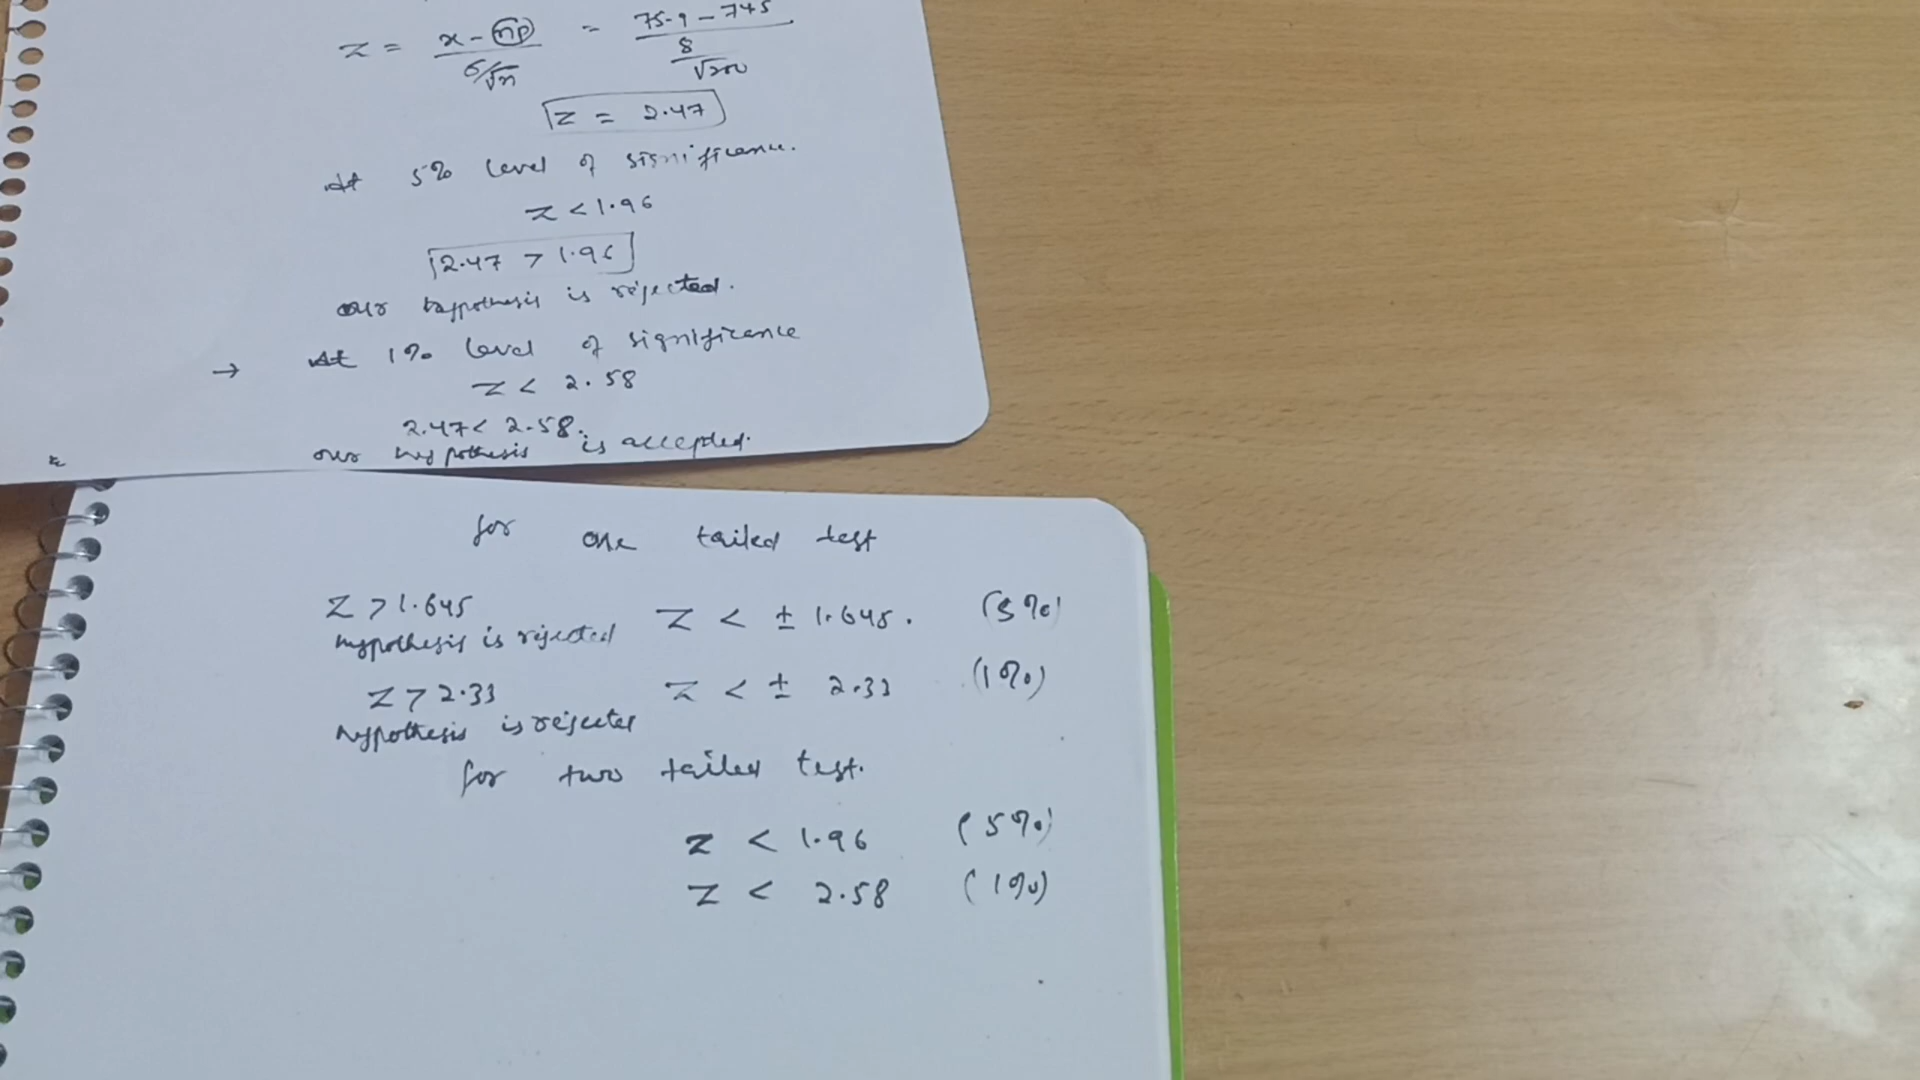 z = x - np / σ/√n = 75.9 - 745 / 8/√200
z = 2.47
At 5% level of significance.
z < 1.96
2.47 > 1.96
our hypothesis is rejected.
→ At 1% level of significance
z < 2.58
2.47 < 2.58.
our hypothesis is accepted.
for one tailed test
z > 1.645 z < ± 1.645. (5%)
hypothesis is rejected
z > 2.33 z < ± 2.33 (1%)
hypothesis is rejected
for two tailed test.
z < 1.96 (5%)
z < 2.58 (1%)